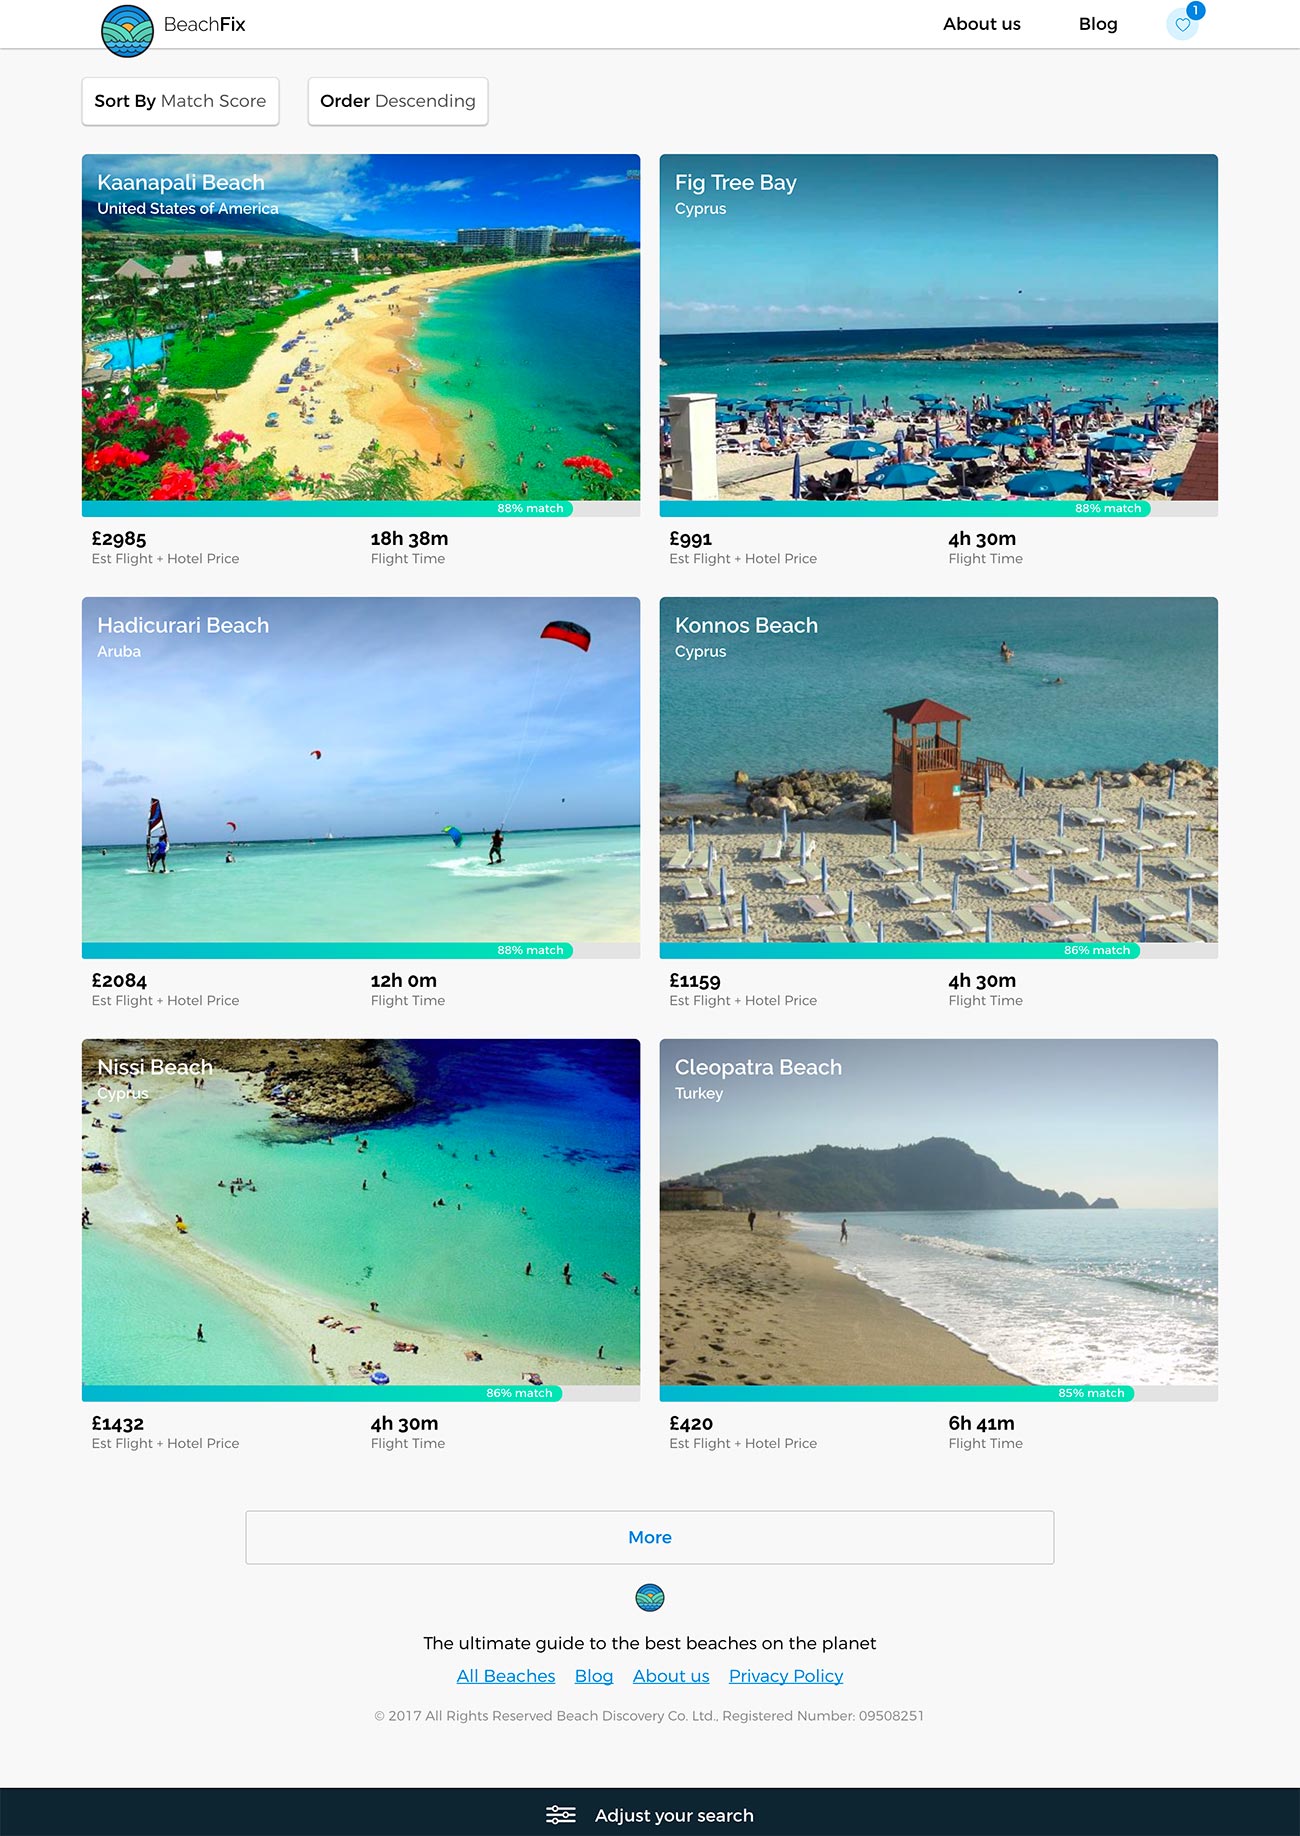 BeachFix
About us
Blog
1
Sort By Match Score
Order Descending
Kaanapali Beach
United States of America
88% match
£2985
Est Flight + Hotel Price
18h 38m
Flight Time
Fig Tree Bay
Cyprus
88% match
£991
Est Flight + Hotel Price
4h 30m
Flight Time
Hadicurari Beach
Aruba
88% match
£2084
Est Flight + Hotel Price
12h 0m
Flight Time
Konnos Beach
Cyprus
86% match
£1159
Est Flight + Hotel Price
4h 30m
Flight Time
Nissi Beach
Cyprus
86% match
£1432
Est Flight + Hotel Price
4h 30m
Flight Time
Cleopatra Beach
Turkey
85% match
£420
Est Flight + Hotel Price
6h 41m
Flight Time
More
The ultimate guide to the best beaches on the planet
All Beaches Blog About us Privacy Policy
© 2017 All Rights Reserved Beach Discovery Co. Ltd., Registered Number: 09508251
Adjust your search